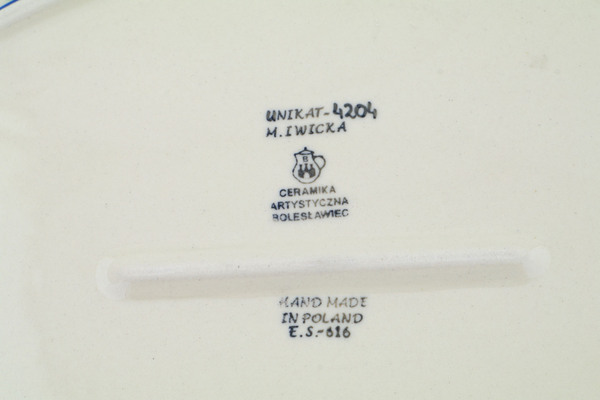 UNIKAT-4204
M.IWICKA
B
CERAMIKA
ARTYSTYCZNA
BOLESŁAWIEC
HAND MADE
IN POLAND
E.S.-616